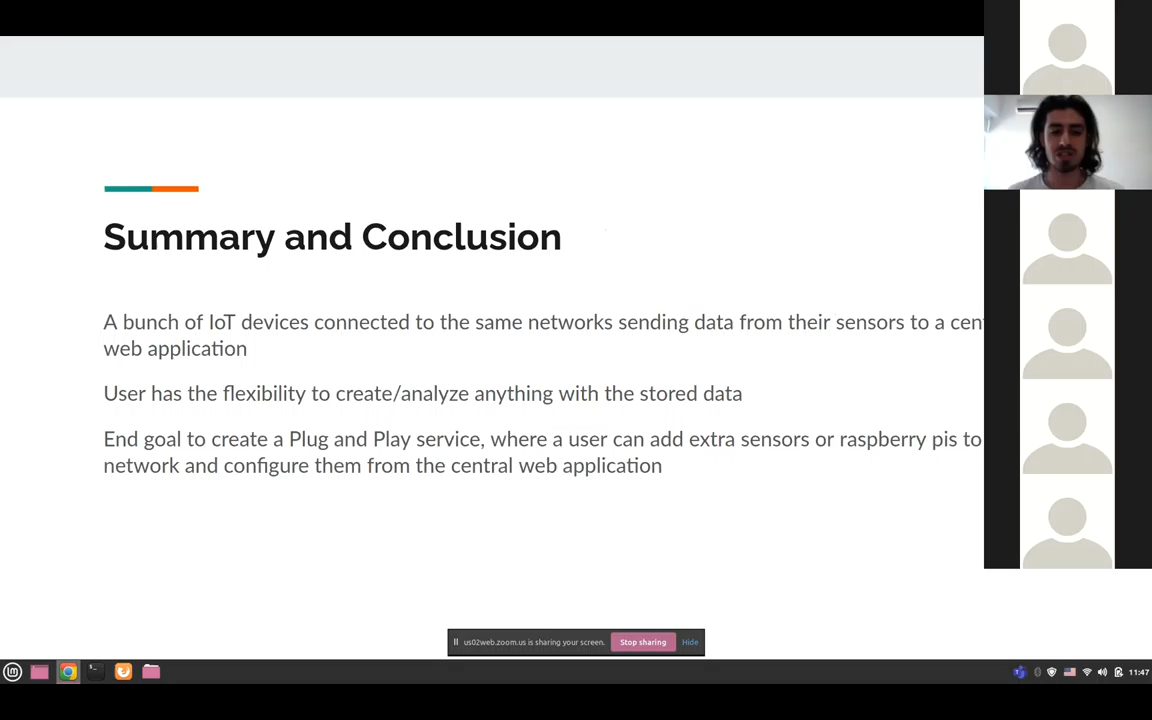 Summary and Conclusion
A bunch of IoT devices connected to the same networks sending data from their sensors to a
web application
User has the flexibility to create/analyze anything with the stored data
End goal to create a Plug and Play service, where a user can add extra sensors or raspberry pis to
network and configure them from the central web application
us02web.zoom.us is sharing your screen.
Stop sharing
Hide
11:47